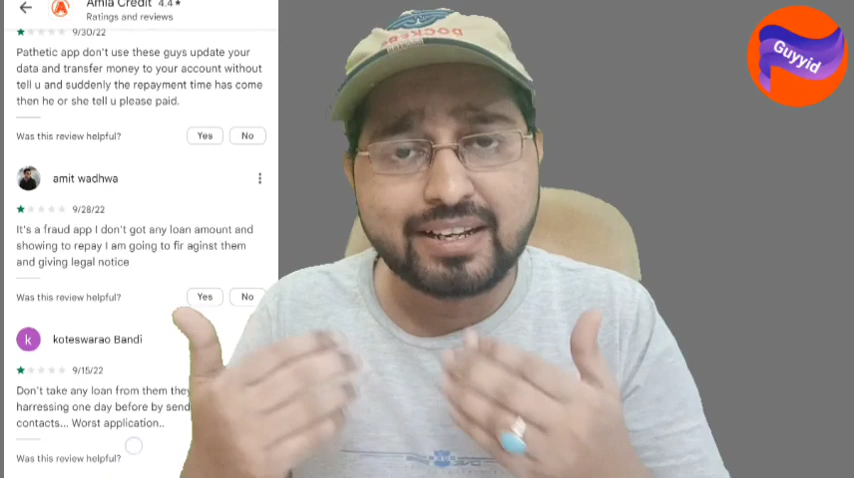 Amla Credit 4.4★
Ratings and reviews
9/30/22
Pathetic app don't use these guys update your
data and transfer money to your account without
tell u and suddenly the repayment time has come
then he or she tell u please paid.
Was this review helpful? Yes No
amit wadhwa
9/28/22
It's a fraud app I don't got any loan amount and
showing to repay I am going to fir aginst them
and giving legal notice
Was this review helpful? Yes No
k koteswarao Bandi
9/15/22
Don't take any loan from them they
harressing one day before by send
contacts... Worst application..
Was this review helpful?
DOCKERS
Guyyid